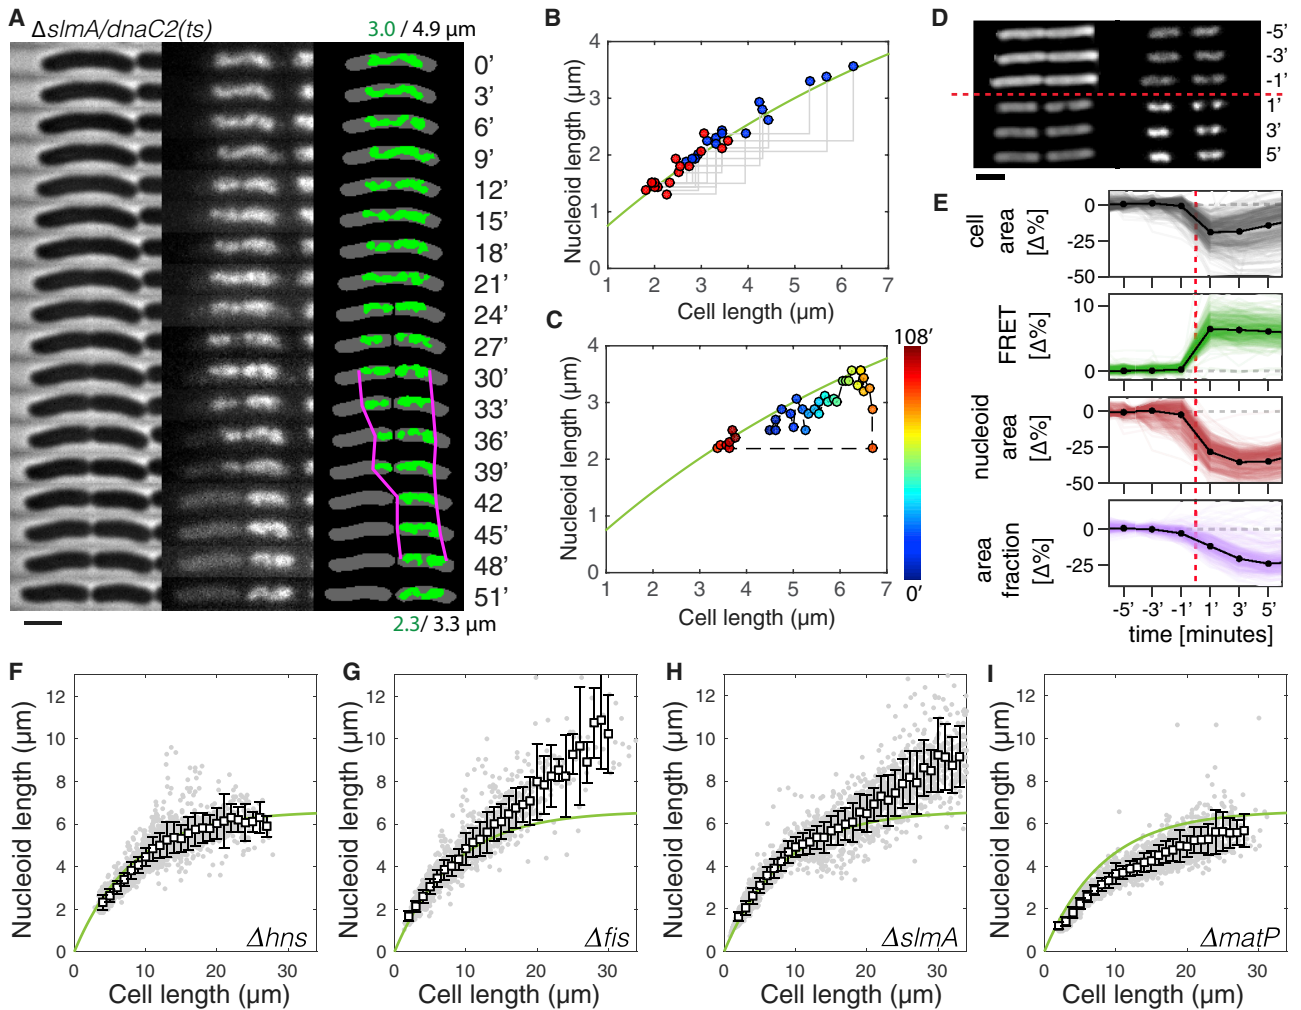 A
ΔslmA/dnaC2(ts)
3.0 / 4.9 µm
0’
3’
6’
9’
12’
15’
18’
21’
24’
27’
30’
33’
36’
39’
42
45’
48’
51’
2.3/ 3.3 µm
B
Nucleoid length (µm)
4
3
2
1
0
1 2 3 4 5 6 7
Cell length (µm)
C
Nucleoid length (µm)
4
3
2
1
0
1 2 3 4 5 6 7
Cell length (µm)
108’
0’
D
-5’
-3’
-1’
1’
3’
5’
E
cell
area
[Δ%]
0
-25
-50
FRET
[Δ%]
10
0
nucleoid
area
[Δ%]
0
-25
-50
area
fraction
[Δ%]
0
-25
-5’ -3’ -1’ 1’ 3’ 5’
time [minutes]
F
Nucleoid length (µm)
12
10
8
6
4
2
0
Δhns
0 10 20 30
Cell length (µm)
G
Nucleoid length (µm)
12
10
8
6
4
2
0
Δfis
0 10 20 30
Cell length (µm)
H
Nucleoid length (µm)
12
10
8
6
4
2
0
ΔslmA
0 10 20 30
Cell length (µm)
I
Nucleoid length (µm)
12
10
8
6
4
2
0
ΔmatP
0 10 20 30
Cell length (µm)